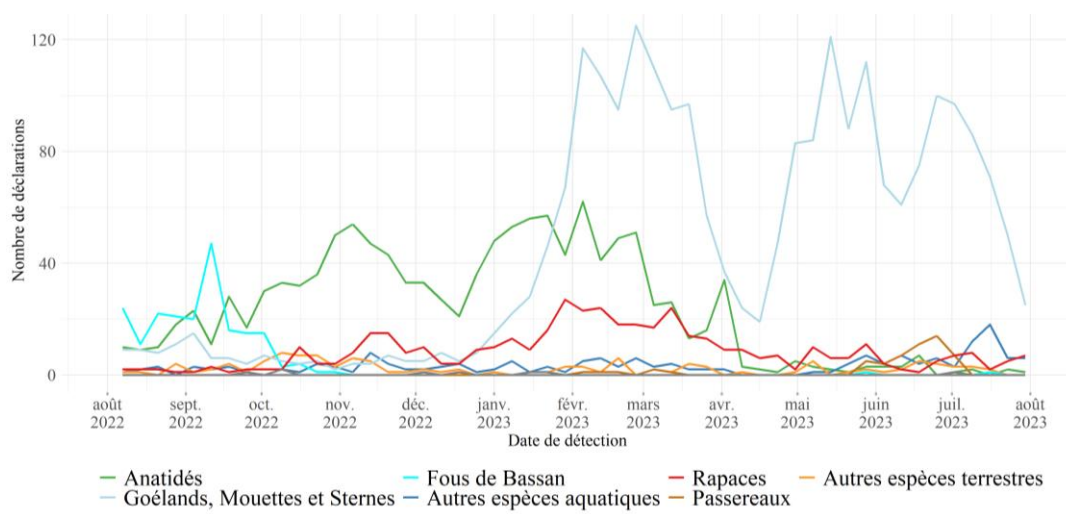 120
80
40
0
Nombre de déclarations
août sept. oct. nov. déc. janv. févr. mars avr. mai juin juil. août
2022 2022 2022 2022 2022 2023 2023 2023 2023 2023 2023 2023 2023
Date de détection
Anatidés Fous de Bassan Rapaces Autres espèces terrestres
Goélands, Mouettes et Sternes Autres espèces aquatiques Passereaux